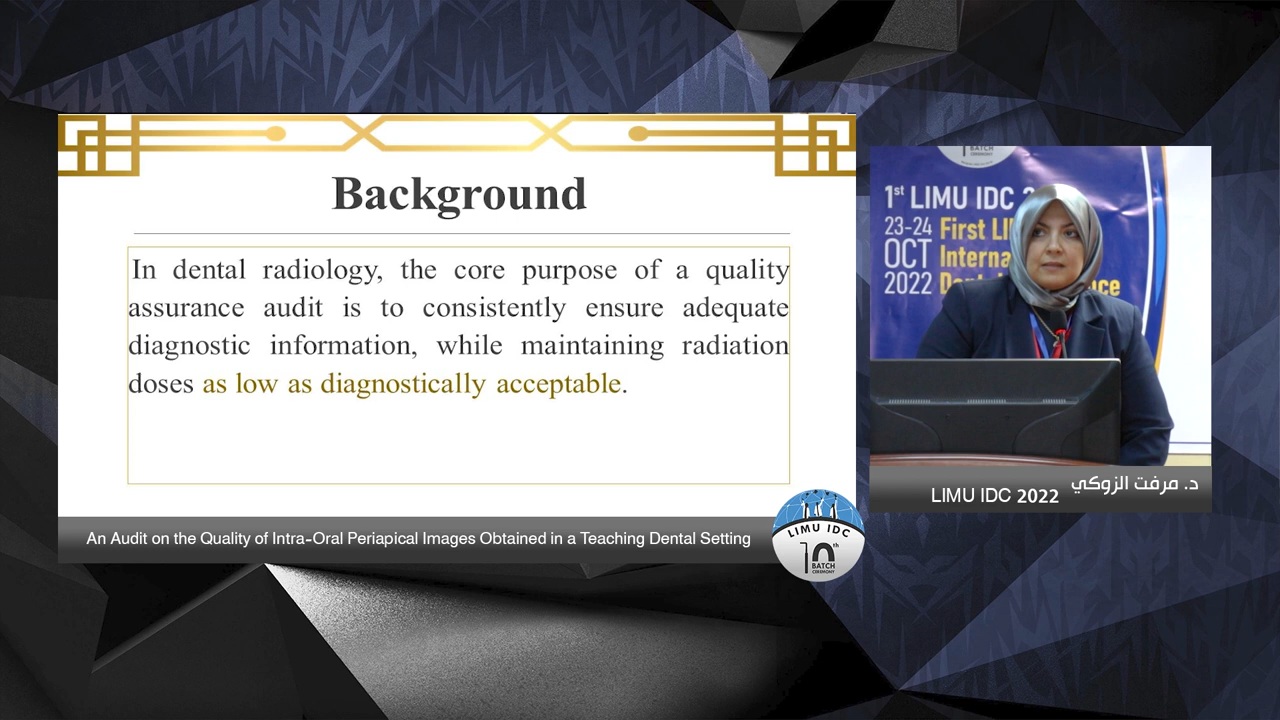 Background
In dental radiology, the core purpose of a quality
assurance audit is to consistently ensure adequate
diagnostic information, while maintaining radiation
doses as low as diagnostically acceptable.
An Audit on the Quality of Intra-Oral Periapical Images Obtained in a Teaching Dental Setting
LIMU IDC
10th
BATCH
CEREMONY
BATCH
CEREMONY
1st LIMU IDC 2
23-24 First LI
OCT Interna
2022
د. مرفت الزوكي
LIMU IDC 2022